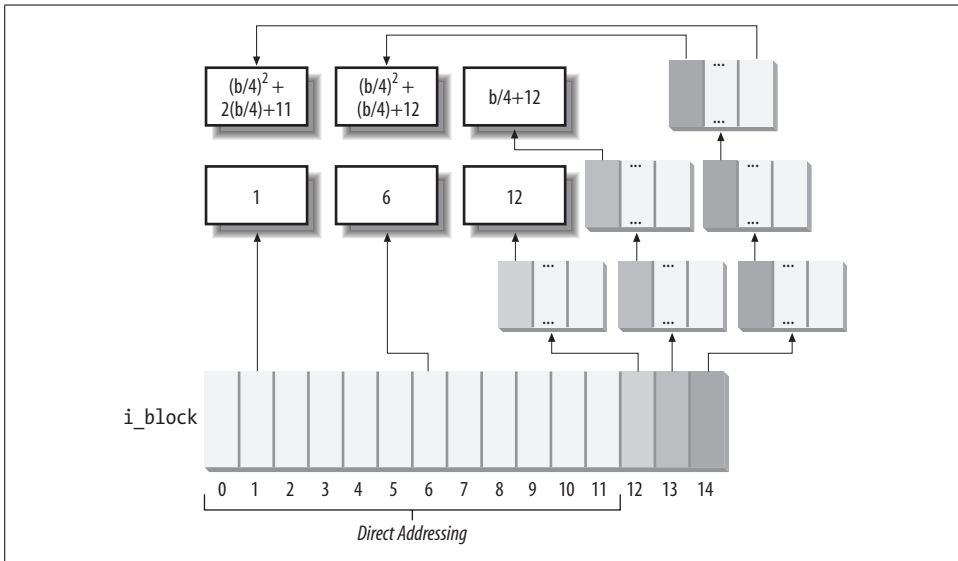 ...
(b/4)² +
2(b/4)+11
(b/4)² +
(b/4)+12
b/4+12
...
... ...
1
6
12
... ...
... ... ...
... ... ...
i_block
0 1 2 3 4 5 6 7 8 9 10 11 12 13 14
Direct Addressing